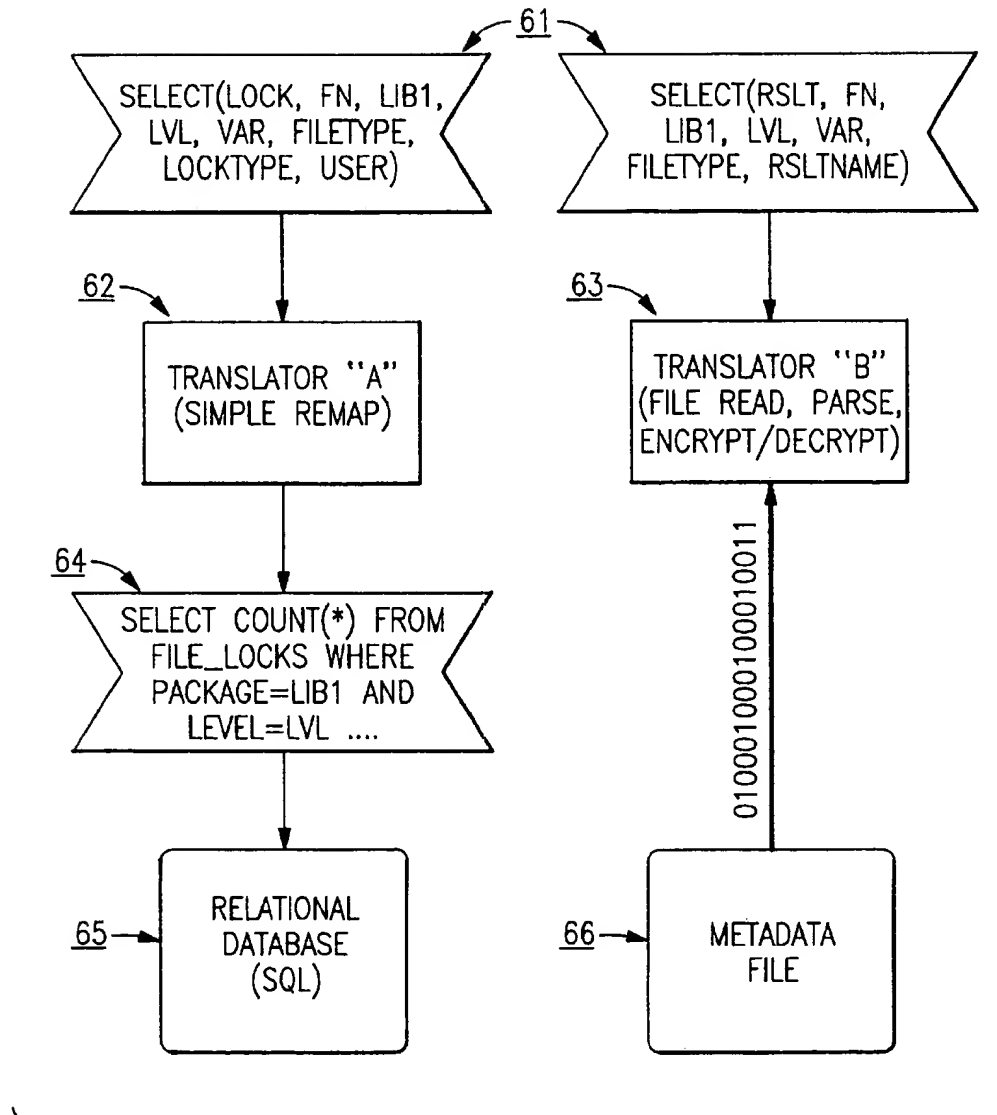 61
SELECT(LOCK, FN, LIB1,
LVL, VAR, FILETYPE,
LOCKTYPE, USER)
SELECT(RSLT, FN,
LIB1, LVL, VAR,
FILETYPE, RSLTNAME)
62
TRANSLATOR "A"
(SIMPLE REMAP)
63
TRANSLATOR "B"
(FILE READ, PARSE,
ENCRYPT/DECRYPT)
64
SELECT COUNT(*) FROM
FILE_LOCKS WHERE
PACKAGE=LIB1 AND
LEVEL=LVL ....
010001000100010011
65
RELATIONAL
DATABASE
(SQL)
66
METADATA
FILE